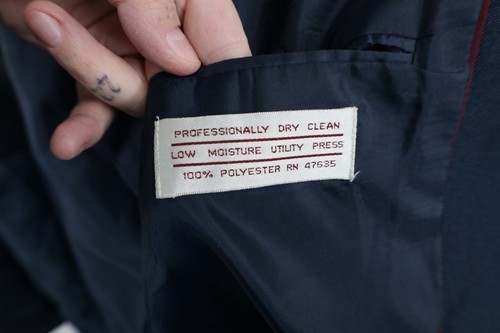 PROFESSIONALLY DRY CLEAN
LOW MOISTURE UTILITY PRESS
100% POLYESTER RN 47635